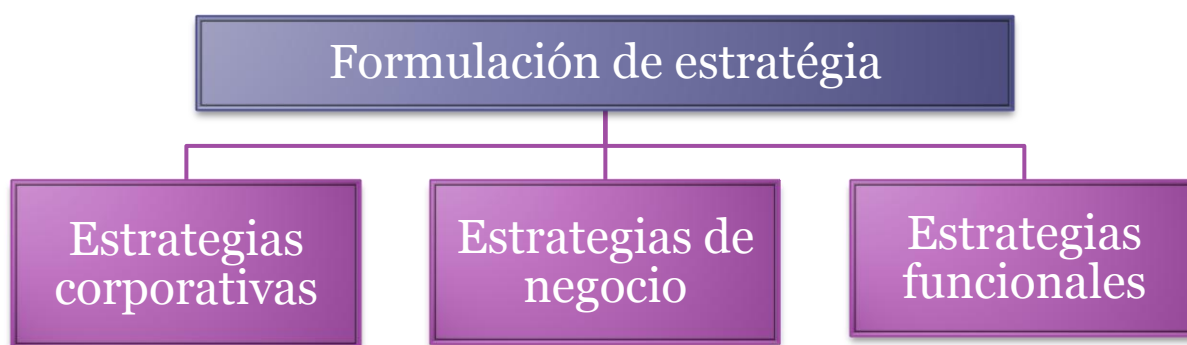 Formulación de estratégia
Estrategias
corporativas
Estrategias de
negocio
Estrategias
funcionales